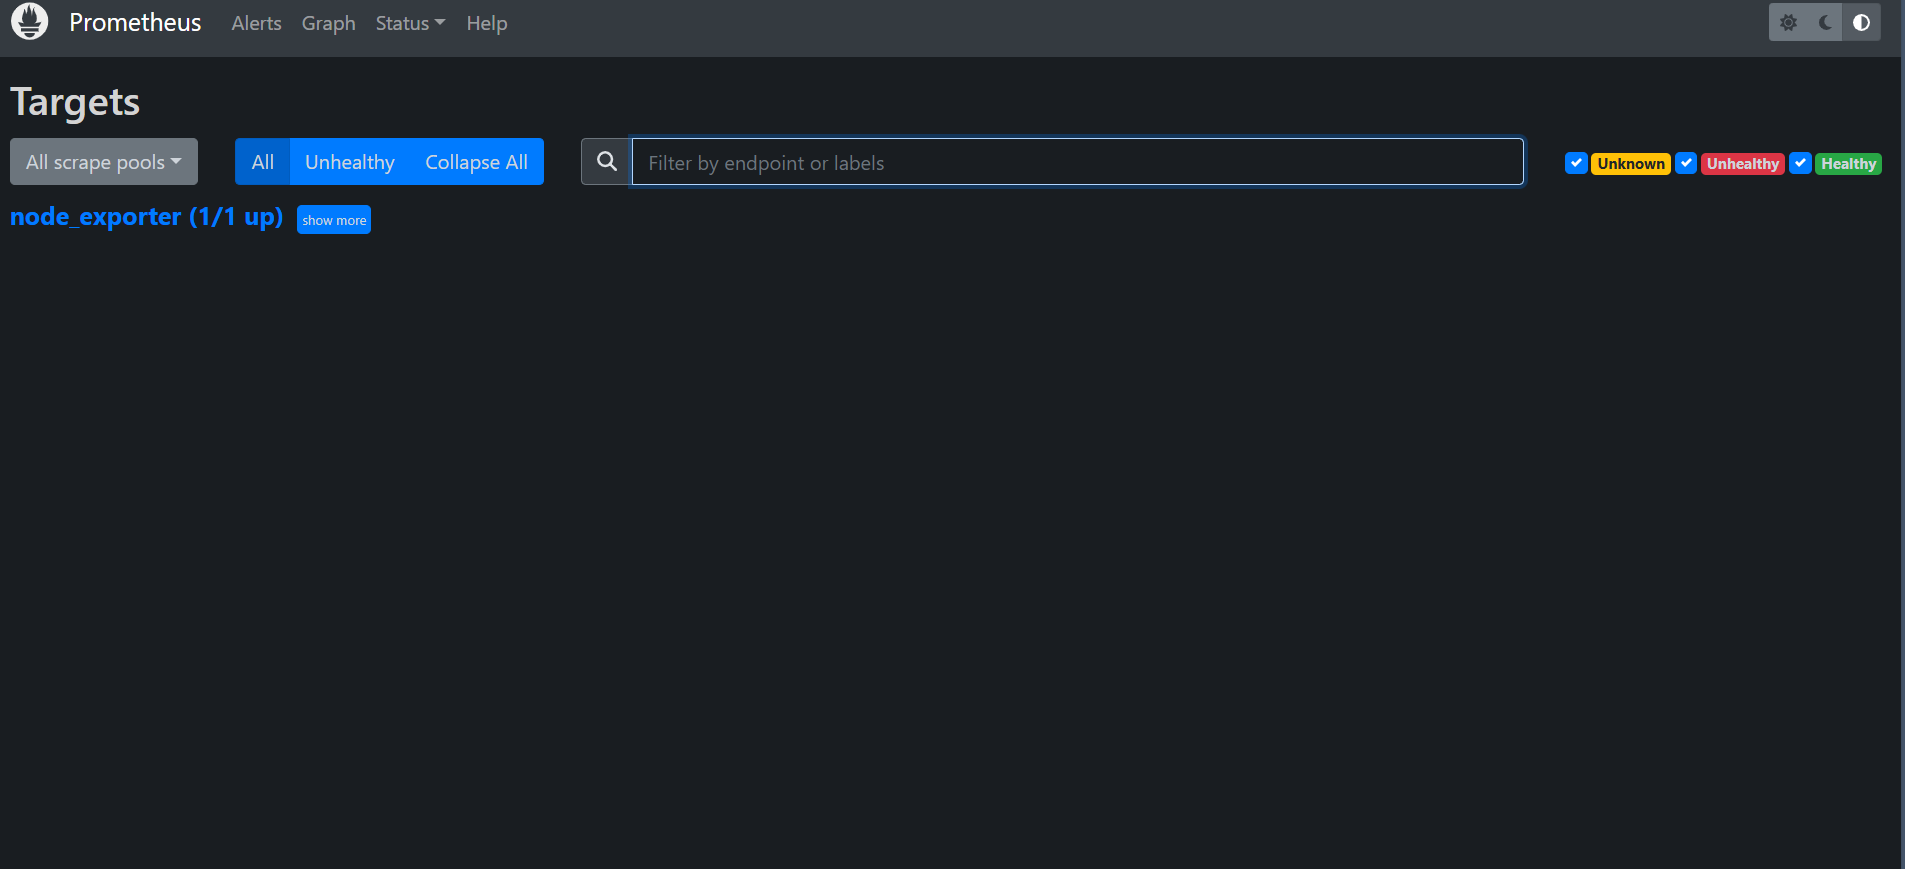 Prometheus Alerts Graph Status Help
Targets
All scrape pools All Unhealthy Collapse All Filter by endpoint or labels Unknown Unhealthy Healthy
node_exporter (1/1 up) show more